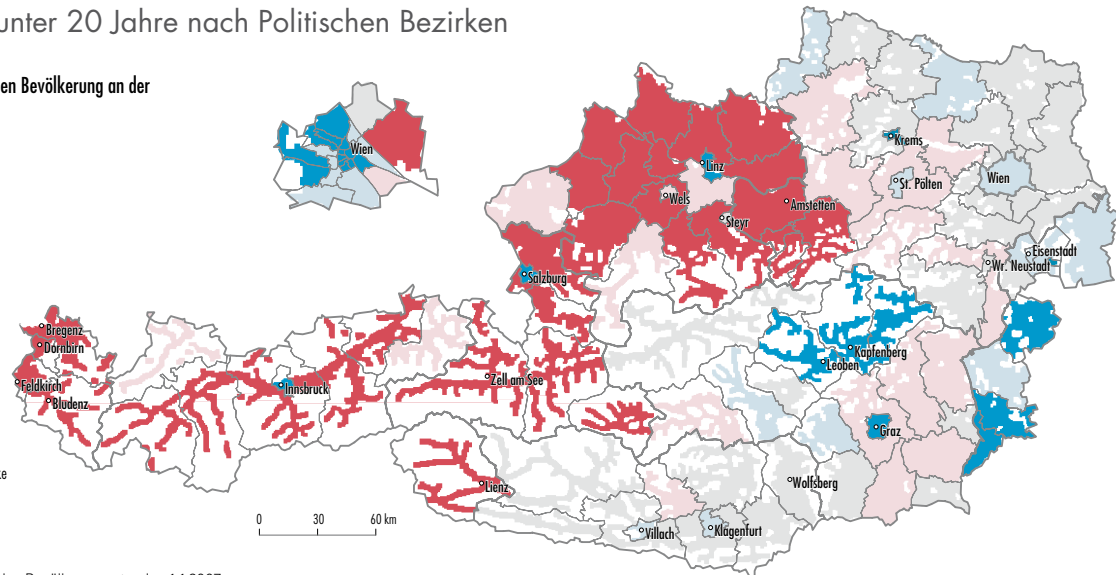 unter 20 Jahre nach Politischen Bezirken
en Bevölkerung an der
Wien
Krems
Linz
St. Pölten
Wien
Wels
Amstetten
Steyr
Eisenstadt
Wr. Neustadt
Salzburg
Bregenz
Dornbirn
Kapfenberg
Leoben
Feldkirch
Innsbruck
Zell am See
Bludenz
Graz
Lienz
Wolfsberg
0 30 60 km
Villach
Klagenfurt